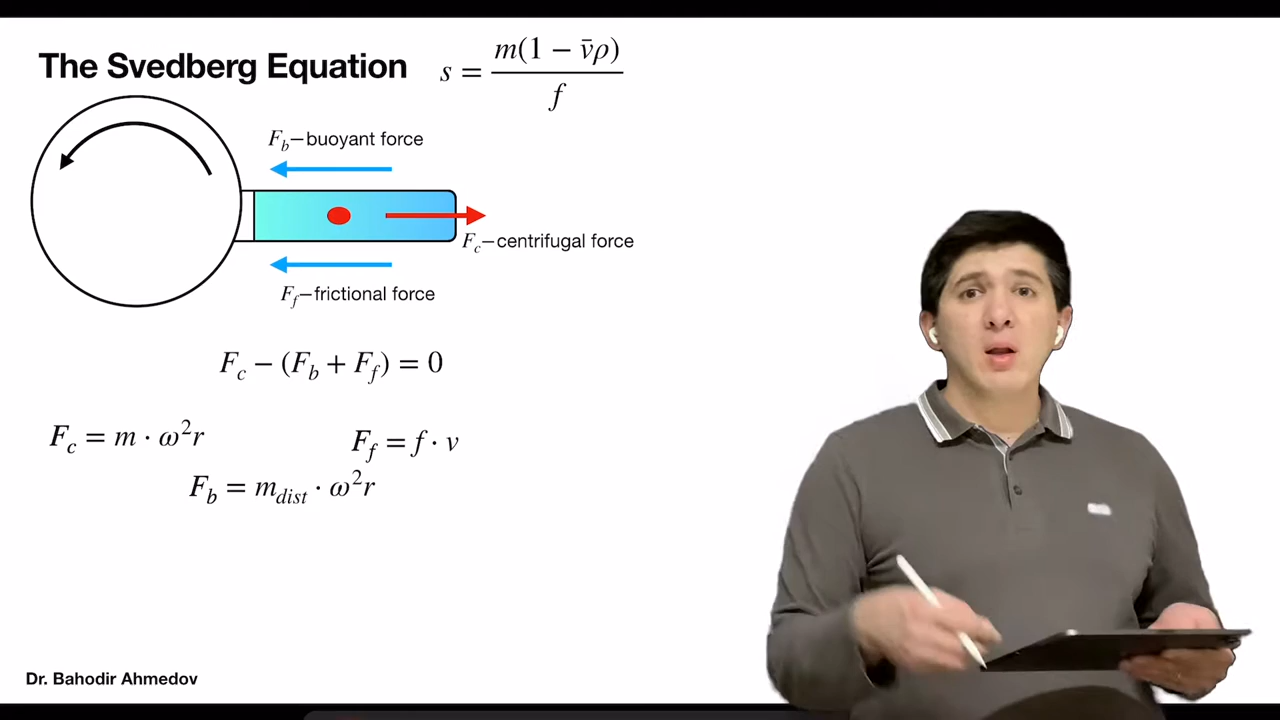 The Svedberg Equation s = m(1 − v̄ρ) / f
F_b–buoyant force
F_c–centrifugal force
F_f–frictional force
F_c − (F_b + F_f) = 0
F_c = m · ω²r F_f = f · v
F_b = m_dist · ω²r
Dr. Bahodir Ahmedov